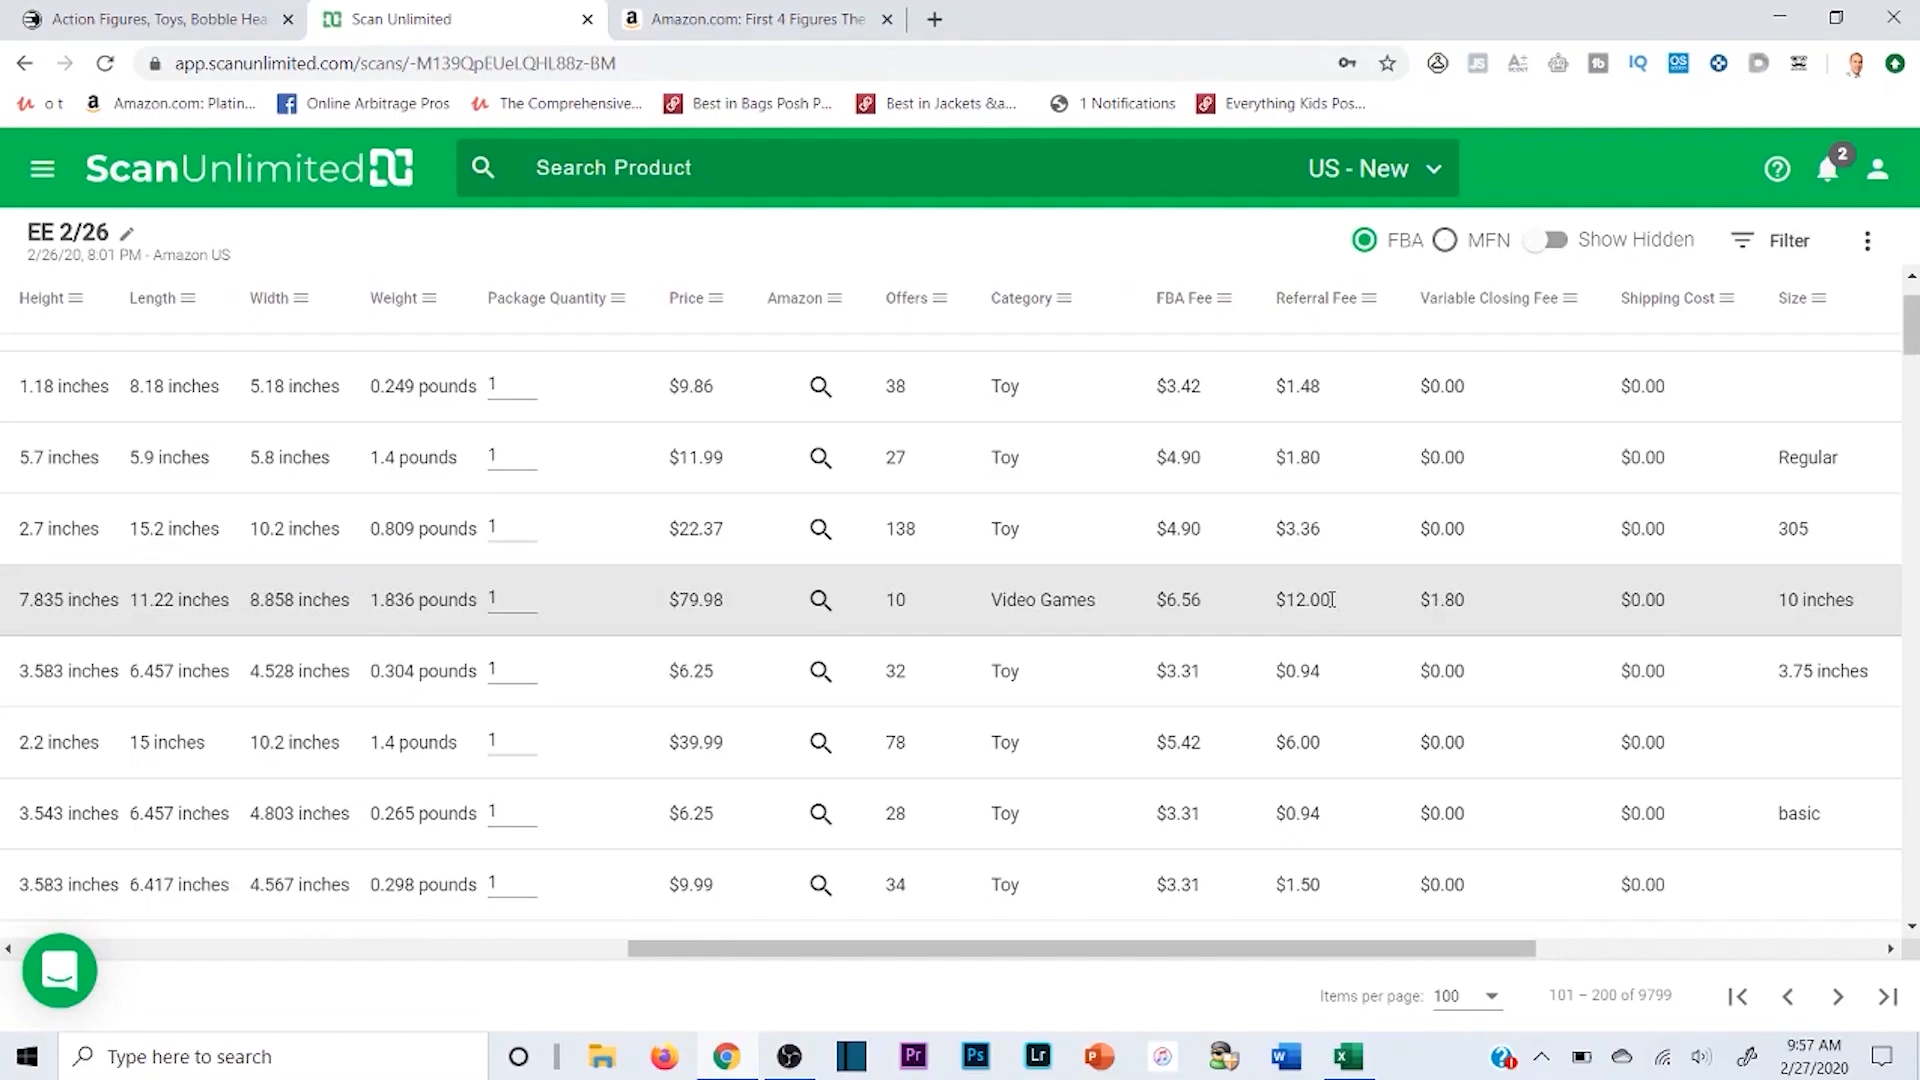 Action Figures, Toys, Bobble Hea
Scan Unlimited
Amazon.com: First 4 Figures The
app.scanunlimited.com/scans/-M139QpEUeLQHL88z-BM
o t
Amazon.com: Platin...
Online Arbitrage Pros
The Comprehensive...
Best in Bags Posh P...
Best in Jackets &a...
1 Notifications
Everything Kids Pos...
ScanUnlimited
Search Product
US - New
2
EE 2/26
2/26/20, 8:01 PM - Amazon US
FBA MFN Show Hidden Filter
Height Length Width Weight Package Quantity Price Amazon Offers Category FBA Fee Referral Fee Variable Closing Fee Shipping Cost Size
1.18 inches 8.18 inches 5.18 inches 0.249 pounds 1 $9.86 38 Toy $3.42 $1.48 $0.00 $0.00
5.7 inches 5.9 inches 5.8 inches 1.4 pounds 1 $11.99 27 Toy $4.90 $1.80 $0.00 $0.00 Regular
2.7 inches 15.2 inches 10.2 inches 0.809 pounds 1 $22.37 138 Toy $4.90 $3.36 $0.00 $0.00 305
7.835 inches 11.22 inches 8.858 inches 1.836 pounds 1 $79.98 10 Video Games $6.56 $12.00 $1.80 $0.00 10 inches
3.583 inches 6.457 inches 4.528 inches 0.304 pounds 1 $6.25 32 Toy $3.31 $0.94 $0.00 $0.00 3.75 inches
2.2 inches 15 inches 10.2 inches 1.4 pounds 1 $39.99 78 Toy $5.42 $6.00 $0.00 $0.00
3.543 inches 6.457 inches 4.803 inches 0.265 pounds 1 $6.25 28 Toy $3.31 $0.94 $0.00 $0.00 basic
3.583 inches 6.417 inches 4.567 inches 0.298 pounds 1 $9.99 34 Toy $3.31 $1.50 $0.00 $0.00
Items per page: 100 101 – 200 of 9799
Type here to search
Pr
Ps
Lr
9:57 AM
2/27/2020